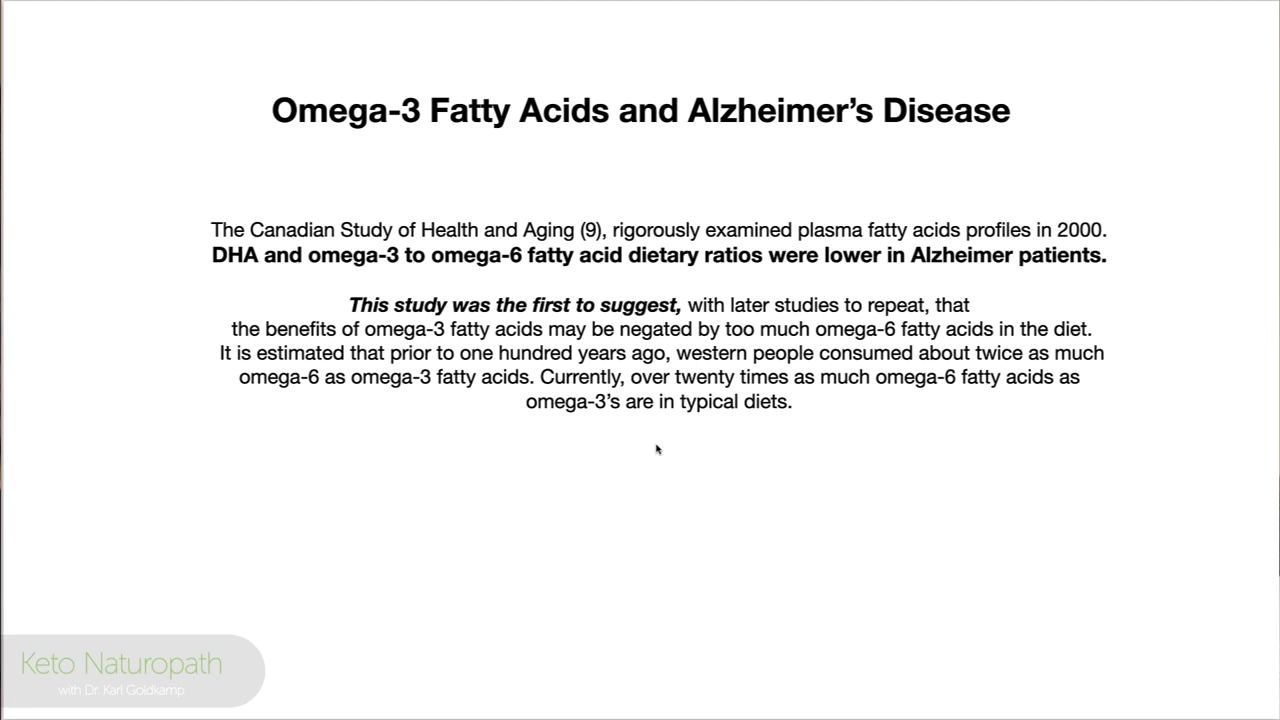 Omega-3 Fatty Acids and Alzheimer’s Disease
The Canadian Study of Health and Aging (9), rigorously examined plasma fatty acids profiles in 2000.
DHA and omega-3 to omega-6 fatty acid dietary ratios were lower in Alzheimer patients.
This study was the first to suggest, with later studies to repeat, that
the benefits of omega-3 fatty acids may be negated by too much omega-6 fatty acids in the diet.
It is estimated that prior to one hundred years ago, western people consumed about twice as much
omega-6 as omega-3 fatty acids. Currently, over twenty times as much omega-6 fatty acids as
omega-3’s are in typical diets.
Keto Naturopath
with Dr. Karl Goldkamp